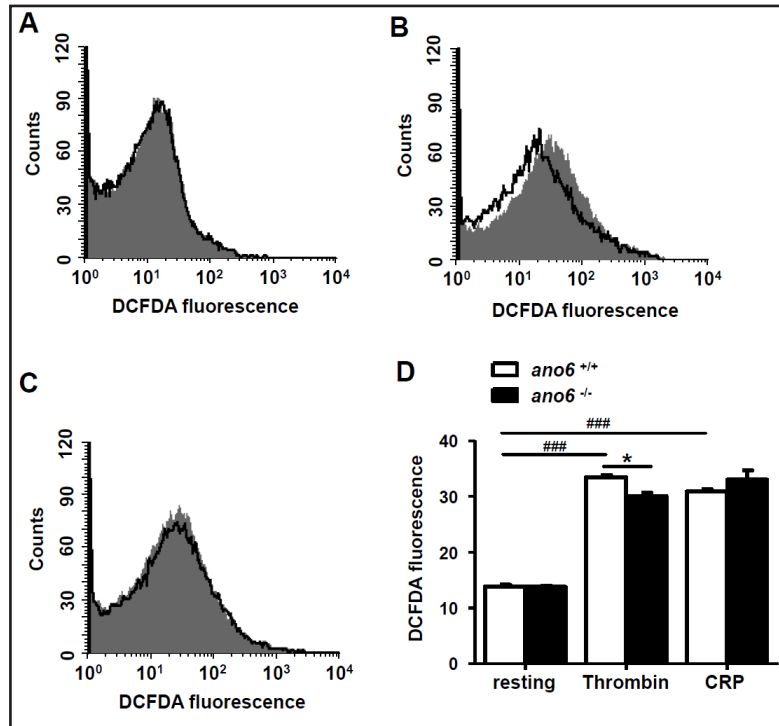 A
120
90
60
30
0
Counts
10⁰ 10¹ 10² 10³ 10⁴
DCFDA fluorescence
B
120
90
60
30
0
Counts
10⁰ 10¹ 10² 10³ 10⁴
DCFDA fluorescence
C
120
90
60
30
0
Counts
10⁰ 10¹ 10² 10³ 10⁴
DCFDA fluorescence
D
ano6 +/+
ano6 -/-
###
###
*
40
30
20
10
0
DCFDA fluorescence
resting Thrombin CRP